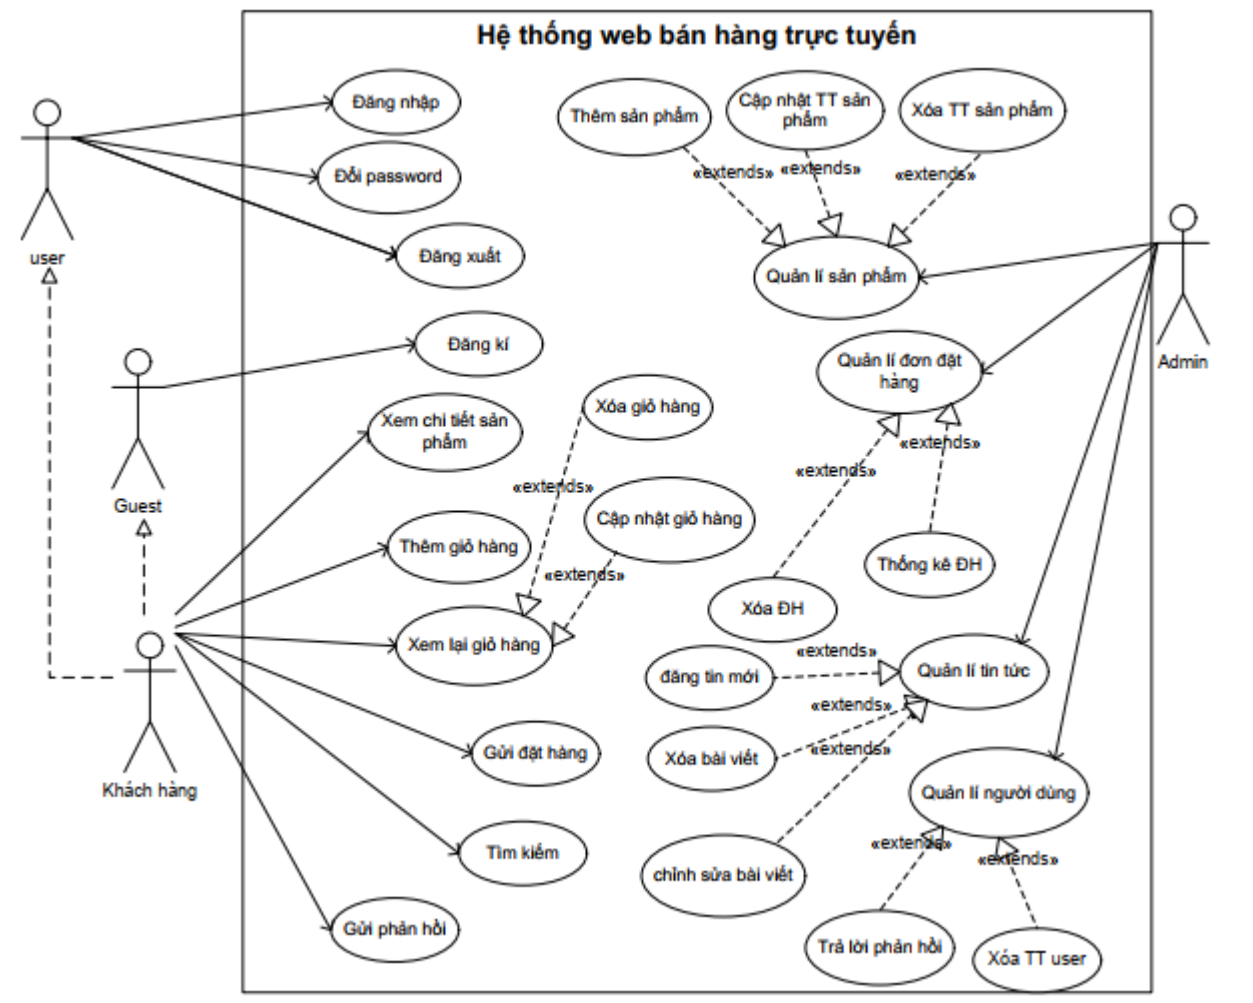 Hệ thống web bán hàng trực tuyến
Đăng nhập
Đổi password
Đăng xuất
user
Đăng kí
Guest
Xem chi tiết sản
phẩm
Thêm giỏ hàng
Xem lại giỏ hàng
Xóa giỏ hàng
«extends»
Cập nhật giỏ hàng
«extends»
Gửi đặt hàng
Khách hàng
Tìm kiếm
Gửi phản hồi
Thêm sản phẩm
Cập nhật TT sản
phẩm
Xóa TT sản phẩm
«extends»
«extends»
«extends»
Quản lí sản phẩm
Admin
Quản lí đơn đặt
hàng
«extends»
«extends»
Thống kê ĐH
Xóa ĐH
«extends»
đăng tin mới
Quản lí tin tức
«extends»
Xóa bài viết
«extends»
chỉnh sửa bài viết
Quản lí người dùng
«extends»
«extends»
Trả lời phản hồi
Xóa TT user